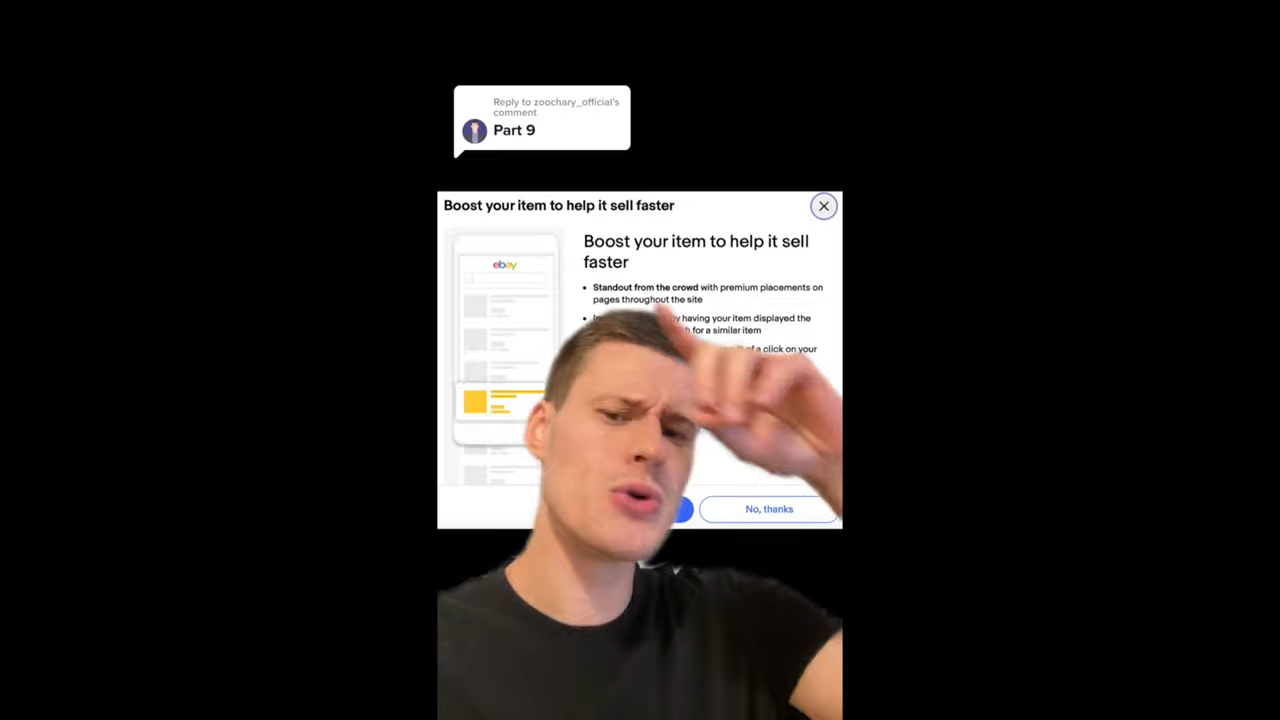 Reply to zoochary_official's
comment
Part 9
Boost your item to help it sell faster
Boost your item to help it sell
faster
ebay
Standout from the crowd with premium placements on
pages throughout the site
by having your item displayed the
for a similar item
of a click on your
No, thanks